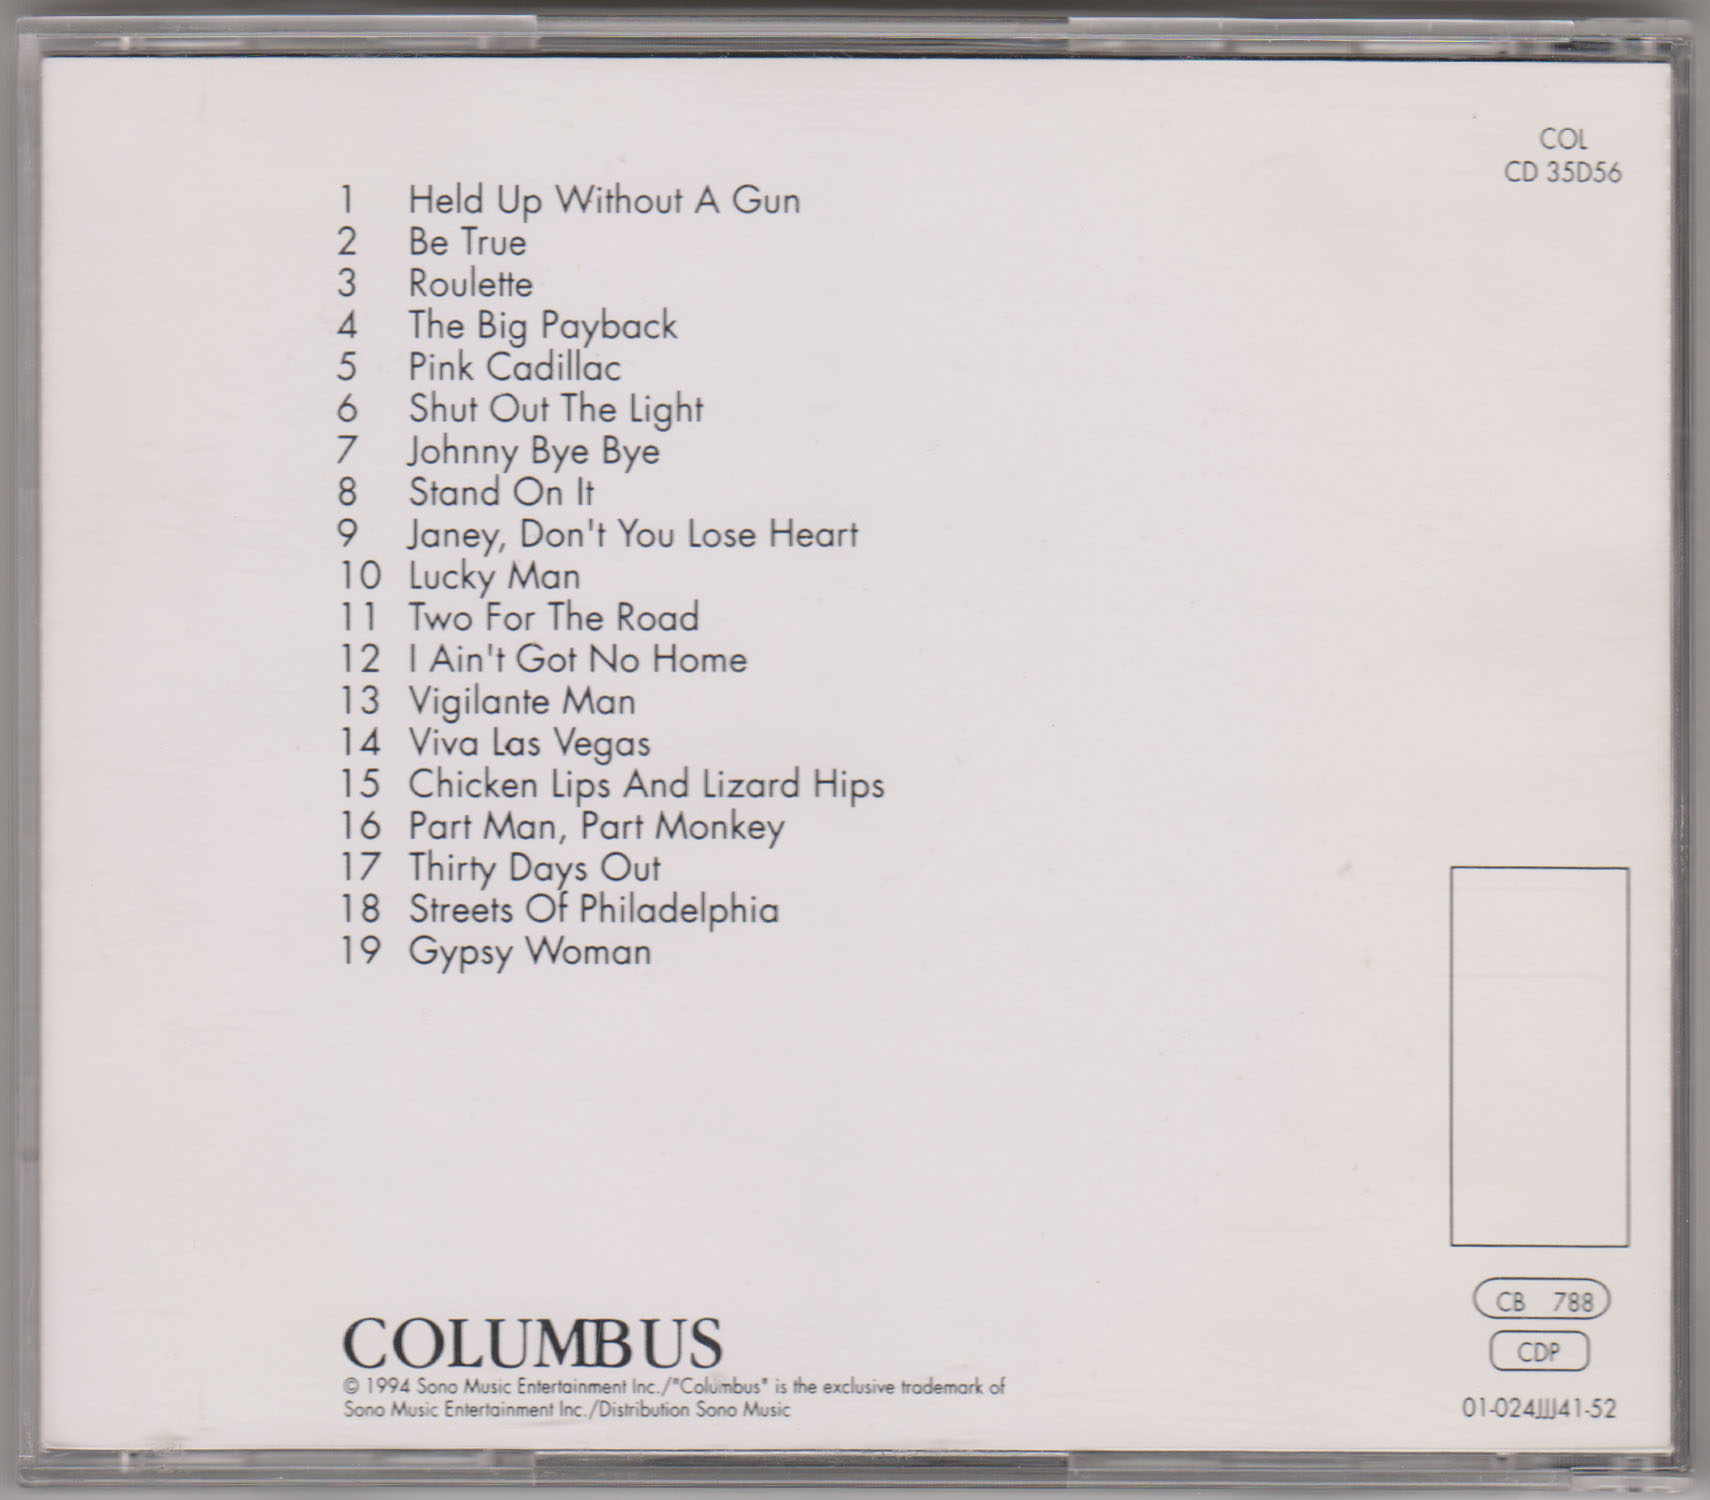 COL
CD 35D56
1 Held Up Without A Gun
2 Be True
3 Roulette
4 The Big Payback
5 Pink Cadillac
6 Shut Out The Light
7 Johnny Bye Bye
8 Stand On It
9 Janey, Don't You Lose Heart
10 Lucky Man
11 Two For The Road
12 I Ain't Got No Home
13 Vigilante Man
14 Viva Las Vegas
15 Chicken Lips And Lizard Hips
16 Part Man, Part Monkey
17 Thirty Days Out
18 Streets Of Philadelphia
19 Gypsy Woman
COLUMBUS
© 1994 Sono Music Entertainment Inc./"Columbus" is the exclusive trademark of
Sono Music Entertainment Inc./Distribution Sono Music
CB 788
CDP
01-024JJJ41-52